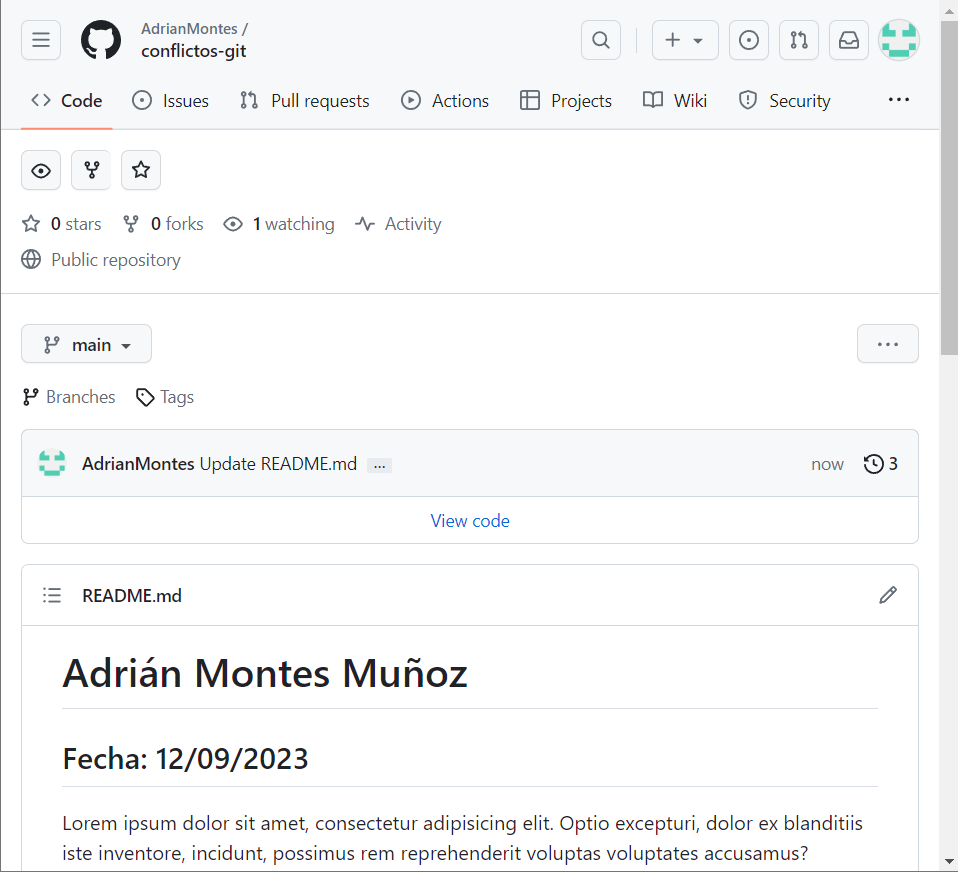 AdrianMontes /
conflictos-git
Code Issues Pull requests Actions Projects Wiki Security ...
0 stars 0 forks 1 watching Activity
Public repository
main ...
Branches Tags
AdrianMontes Update README.md ... now 3
View code
README.md
Adrián Montes Muñoz
Fecha: 12/09/2023
Lorem ipsum dolor sit amet, consectetur adipisicing elit. Optio excepturi, dolor ex blanditiis
iste inventore, incidunt, possimus rem reprehenderit voluptas voluptates accusamus?